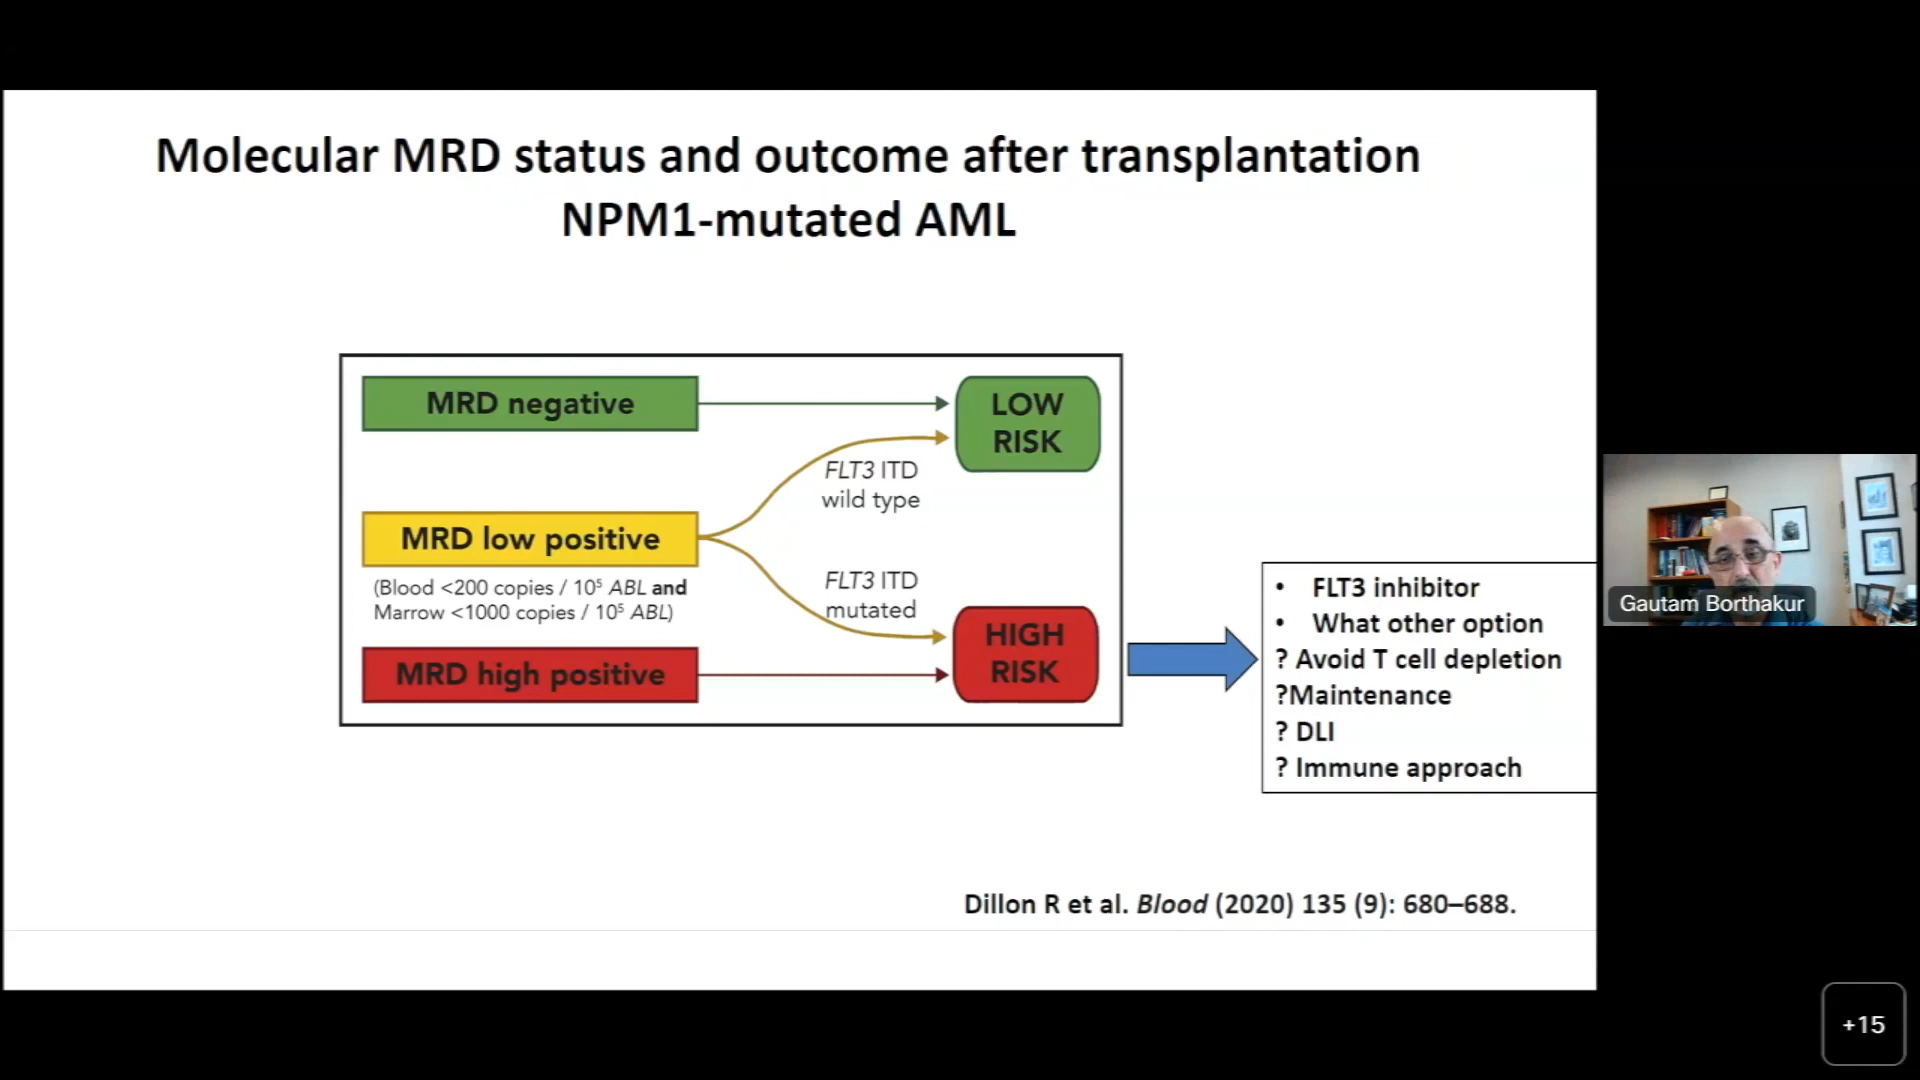 Molecular MRD status and outcome after transplantation
NPM1-mutated AML
MRD negative
LOW
RISK
FLT3 ITD
wild type
MRD low positive
(Blood <200 copies / 10⁵ ABL and
Marrow <1000 copies / 10⁵ ABL)
FLT3 ITD
mutated
MRD high positive
HIGH
RISK
• FLT3 inhibitor
• What other option
? Avoid T cell depletion
?Maintenance
? DLI
? Immune approach
Dillon R et al. Blood (2020) 135 (9): 680–688.
Gautam Borthakur
+15